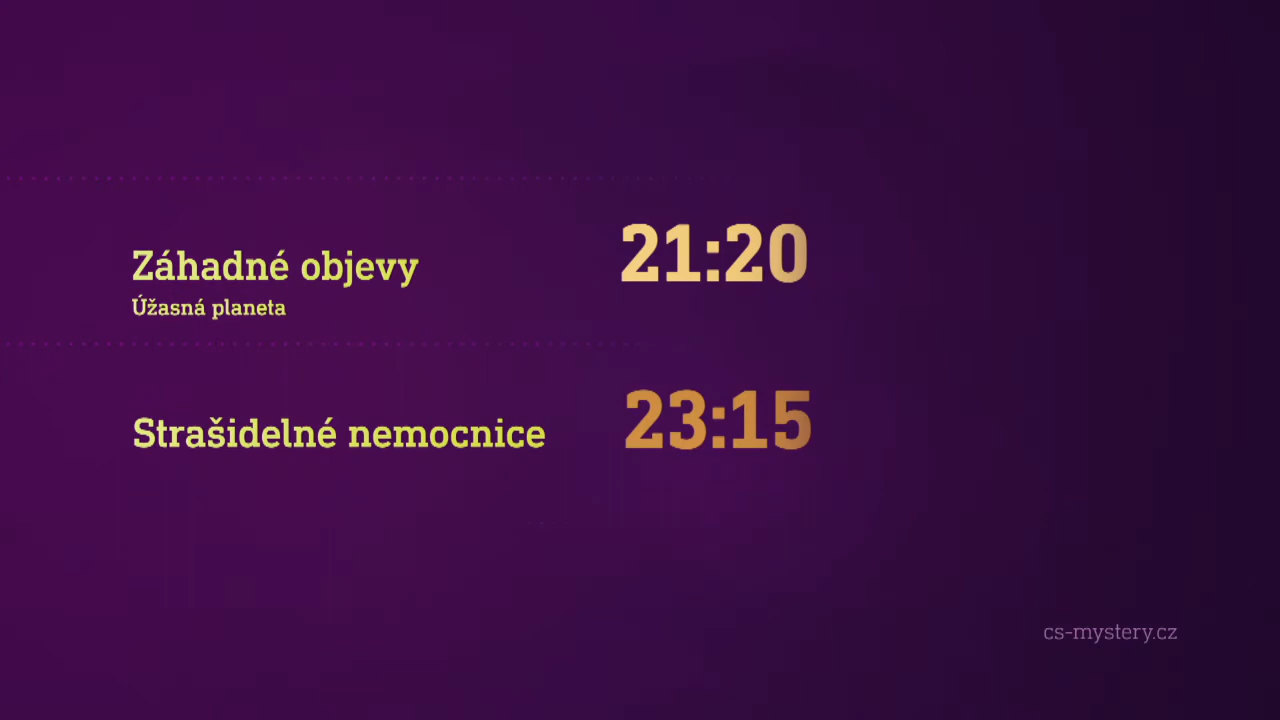 Záhadné objevy
21:20
Úžasná planeta
Strašidelné nemocnice
23:15
cs-mystery.cz